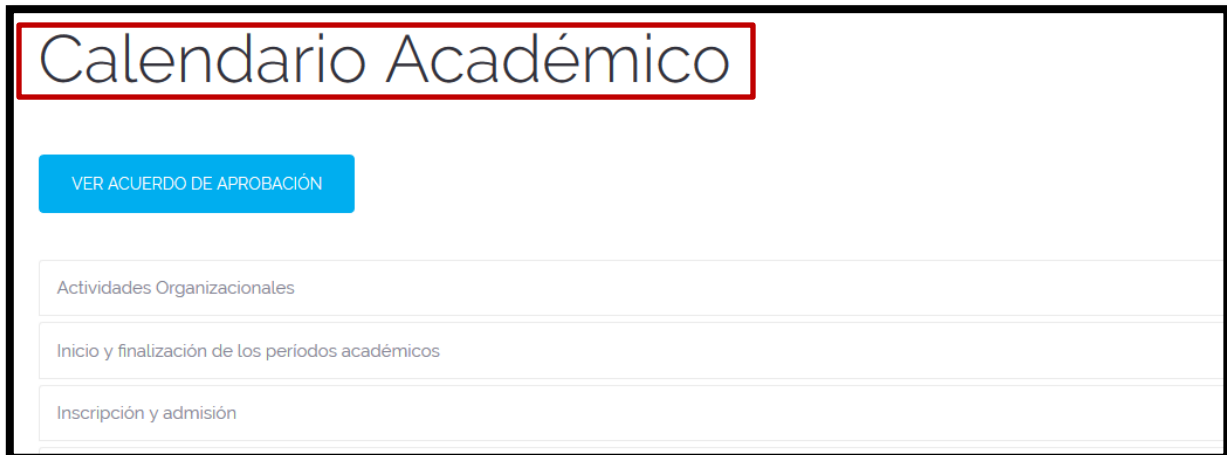 Calendario Académico
VER ACUERDO DE APROBACIÓN
Actividades Organizacionales
Inicio y finalización de los períodos académicos
Inscripción y admisión